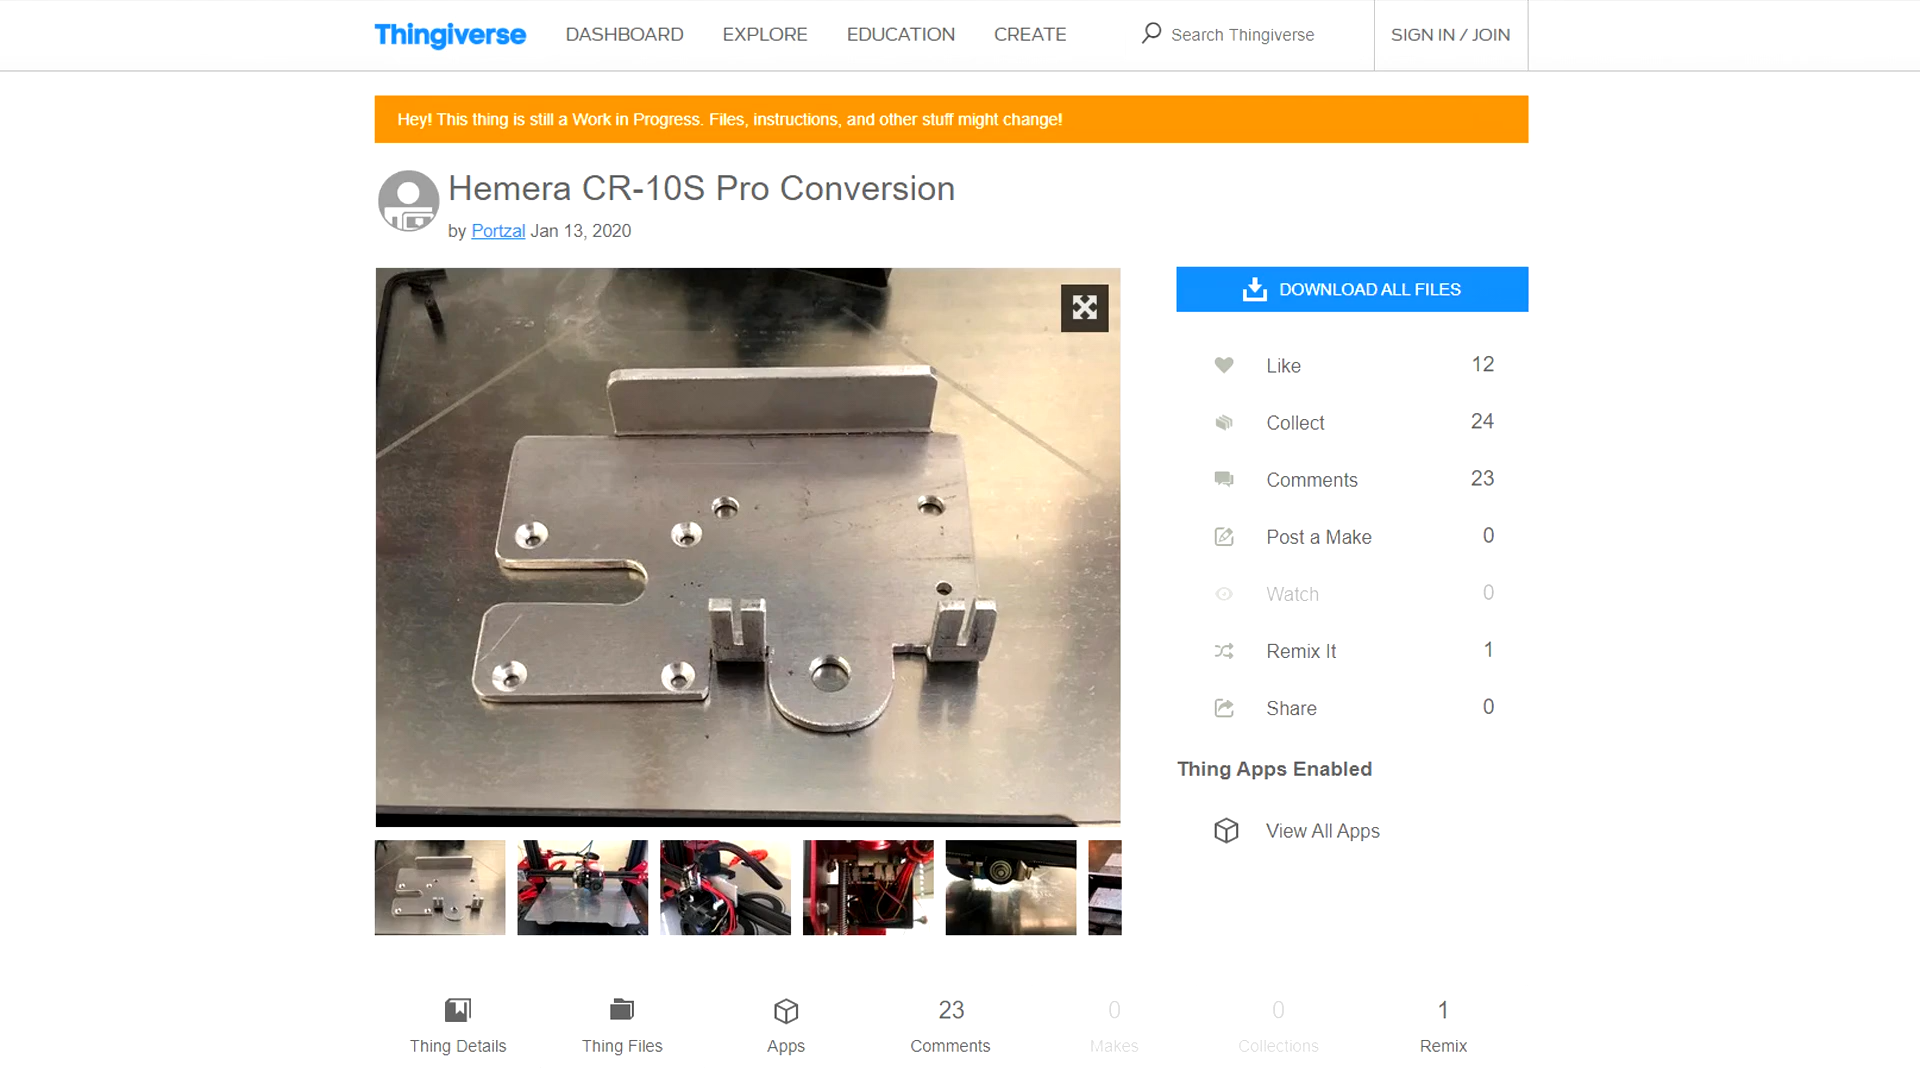 Thingiverse DASHBOARD EXPLORE EDUCATION CREATE Search Thingiverse SIGN IN / JOIN
Hey! This thing is still a Work in Progress. Files, instructions, and other stuff might change!
Hemera CR-10S Pro Conversion
by Portzal Jan 13, 2020
DOWNLOAD ALL FILES
Like 12
Collect 24
Comments 23
Post a Make 0
Watch 0
Remix It 1
Share 0
Thing Apps Enabled
View All Apps
23 0 0 1
Thing Details Thing Files Apps Comments Makes Collections Remix